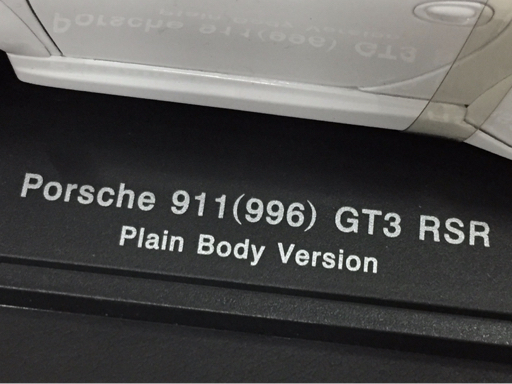 Porsche 911(996) GT3 RSR
Plain Body Version